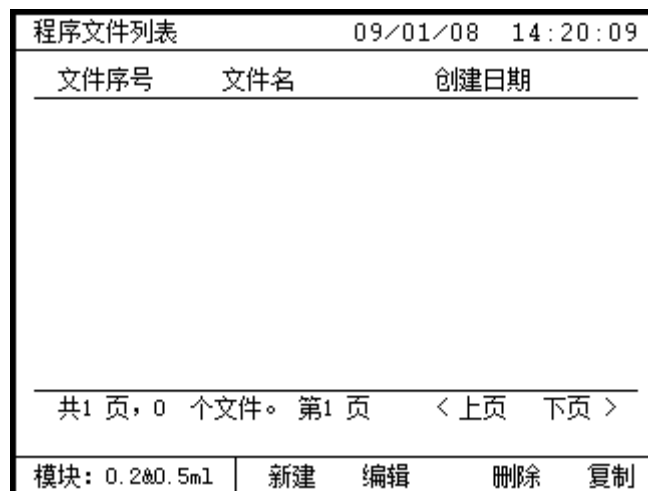 程序文件列表 09/01/08 14:20:09
文件序号 文件名 创建日期
共1 页，0 个文件。第1 页 < 上页 下页 >
模块：0.2&0.5ml 新建 编辑 删除 复制